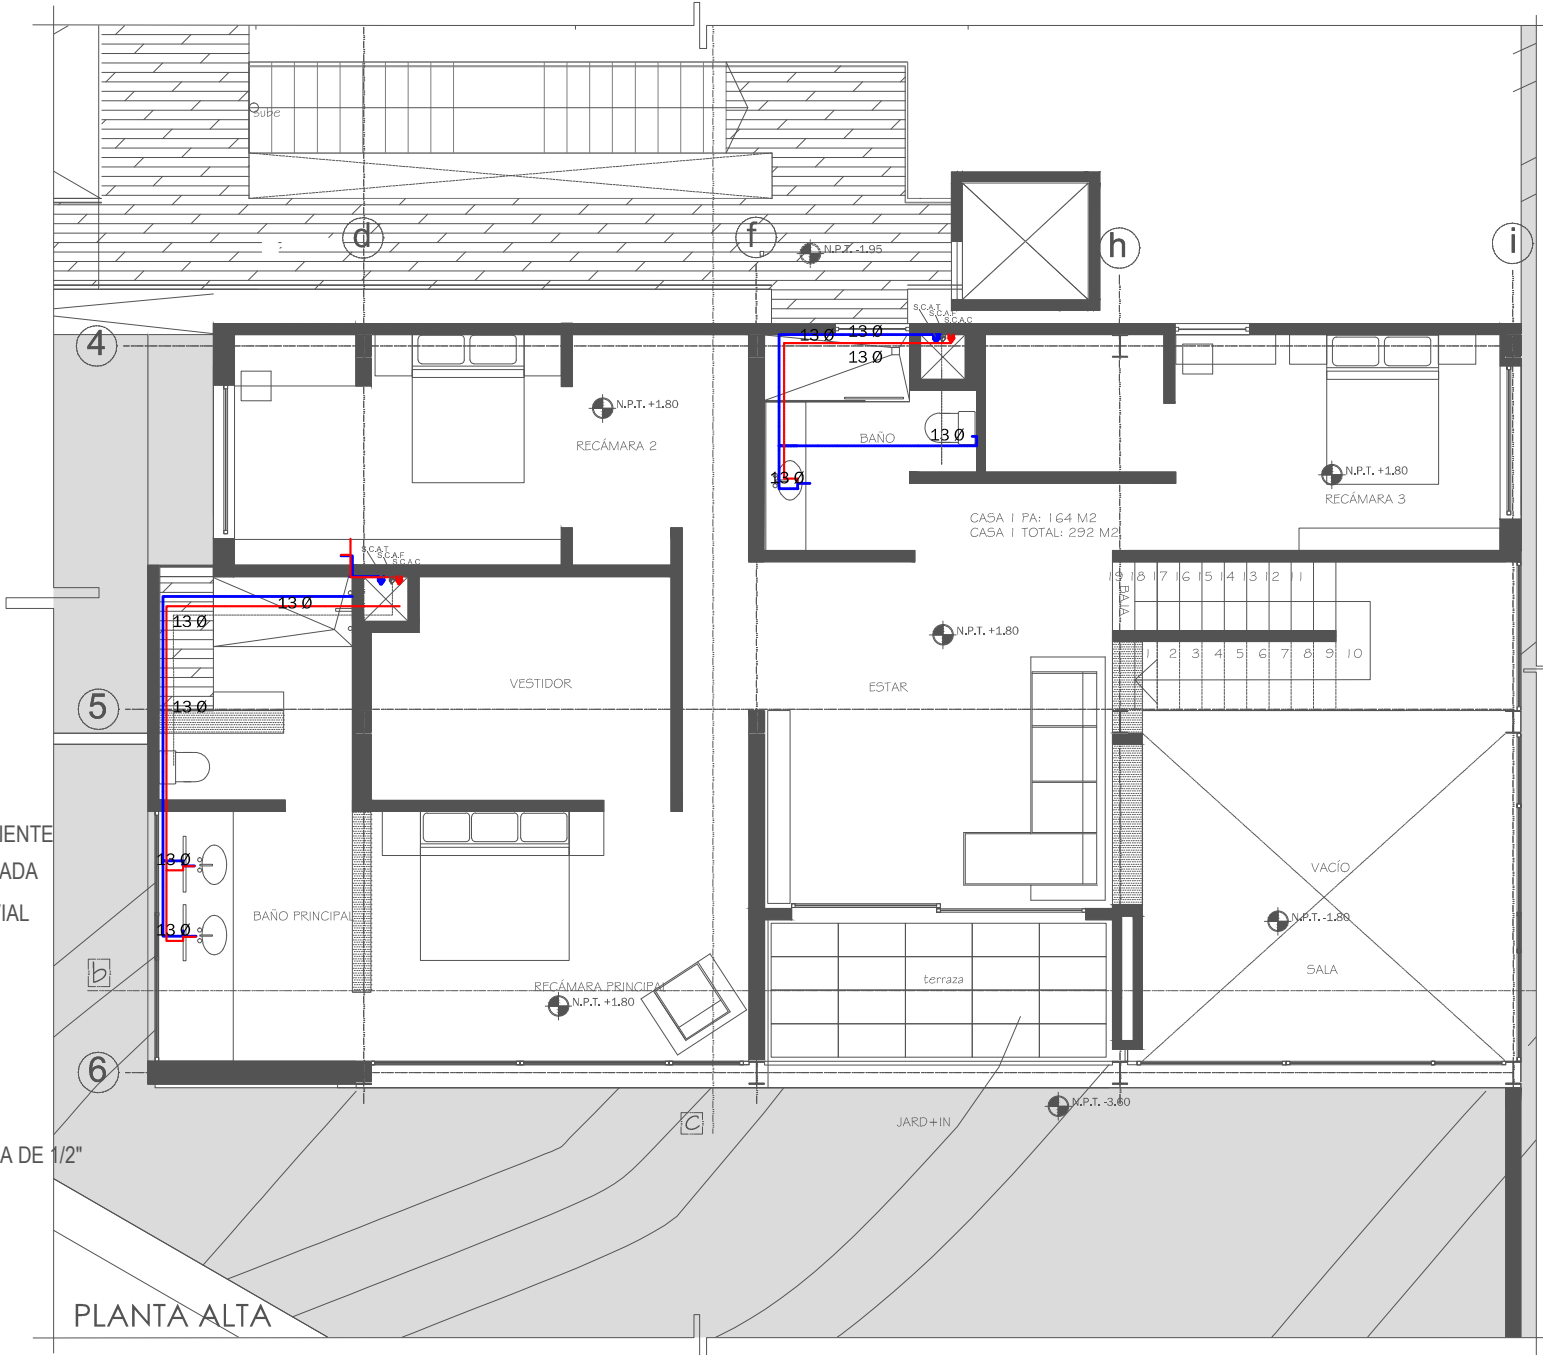 sube
d
f
h
i
N.P.T. -1.95
S.C.A.T
S.C.A.F
S.C.A.C
4
13 Ø
13 Ø
13 Ø
N.P.T. +1.80
BAÑO
13 Ø
RECÁMARA 2
13 Ø
N.P.T. +1.80
RECÁMARA 3
CASA 1 PA: 164 M2
CASA 1 TOTAL: 292 M2
S.C.A.T
S.C.A.F
S.C.A.C
19 18 17 16 15 14 13 12 11
BAJA
13 Ø
13 Ø
N.P.T. +1.80
1 2 3 4 5 6 7 8 9 10
VESTIDOR
ESTAR
5
13 Ø
IENTE
ADA
IAL
13 Ø
VACÍO
BAÑO PRINCIPAL
13 Ø
N.P.T. -1.80
SALA
b
terraza
RECÁMARA PRINCIPAL
N.P.T. +1.80
6
N.P.T. -3.60
C
JARD+IN
A DE 1/2"
PLANTA ALTA